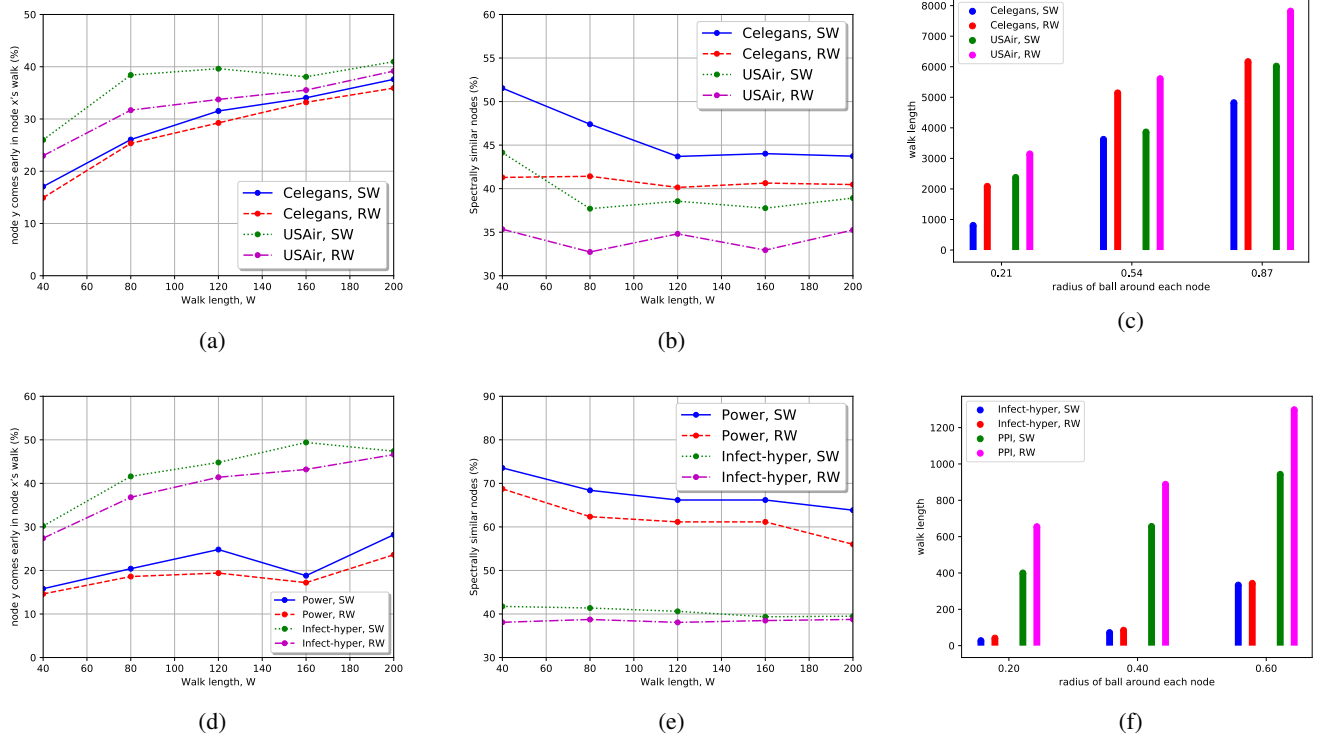 50
40
30
20
10
0
node y comes early in node x's walk (%)
40 60 80 100 120 140 160 180 200
Walk length, W
Celegans, SW
Celegans, RW
USAir, SW
USAir, RW
(a)
60
55
50
45
40
35
30
Spectrally similar nodes (%)
40 60 80 100 120 140 160 180 200
Walk length, W
Celegans, SW
Celegans, RW
USAir, SW
USAir, RW
(b)
8000
7000
6000
5000
4000
3000
2000
1000
0
walk length
0.21 0.54 0.87
radius of ball around each node
Celegans, SW
Celegans, RW
USAir, SW
USAir, RW
(c)
60
50
40
30
20
10
0
node y comes early in node x's walk (%)
40 60 80 100 120 140 160 180 200
Walk length, W
Power, SW
Power, RW
Infect-hyper, SW
Infect-hyper, RW
(d)
90
80
70
60
50
40
30
Spectrally similar nodes (%)
40 60 80 100 120 140 160 180 200
Walk length, W
Power, SW
Power, RW
Infect-hyper, SW
Infect-hyper, RW
(e)
1200
1000
800
600
400
200
0
walk length
0.20 0.40 0.60
radius of ball around each node
Infect-hyper, SW
Infect-hyper, RW
PPI, SW
PPI, RW
(f)